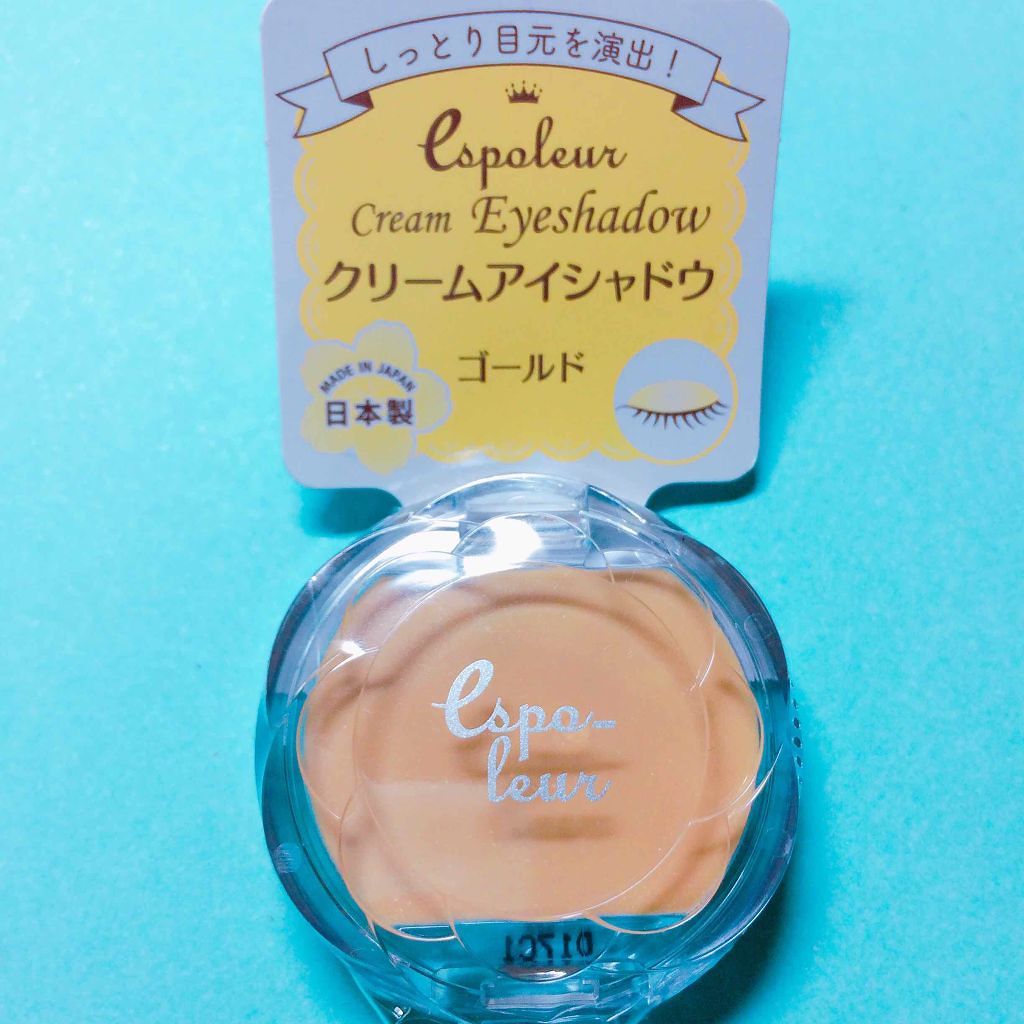 しっとり目元を演出!
espoleur
Cream Eyeshadow
クリームアイシャドウ
ゴールド
MADE IN JAPAN
日本製
espo-
leur
017C1